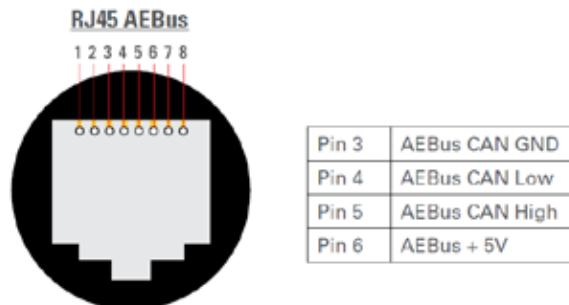 RJ45 AEBus
1 2 3 4 5 6 7 8
Pin 3 AEBus CAN GND
Pin 4 AEBus CAN Low
Pin 5 AEBus CAN High
Pin 6 AEBus + 5V